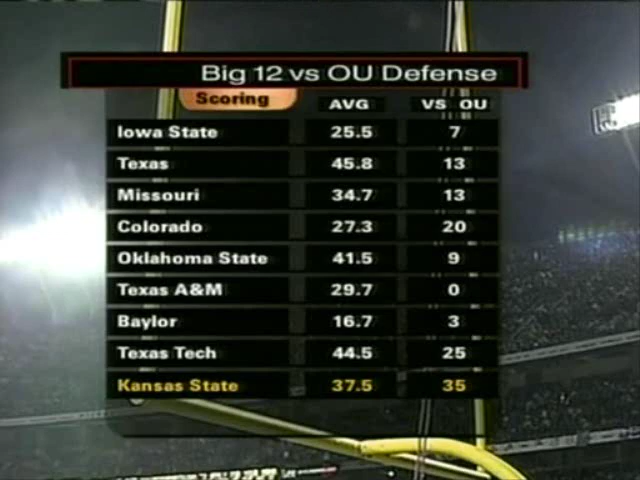 Big 12 vs OU Defense
Scoring AVG VS OU
Iowa State 25.5 7
Texas 45.8 13
Missouri 34.7 13
Colorado 27.3 20
Oklahoma State 41.5 9
Texas A&M 29.7 0
Baylor 16.7 3
Texas Tech 44.5 25
Kansas State 37.5 35